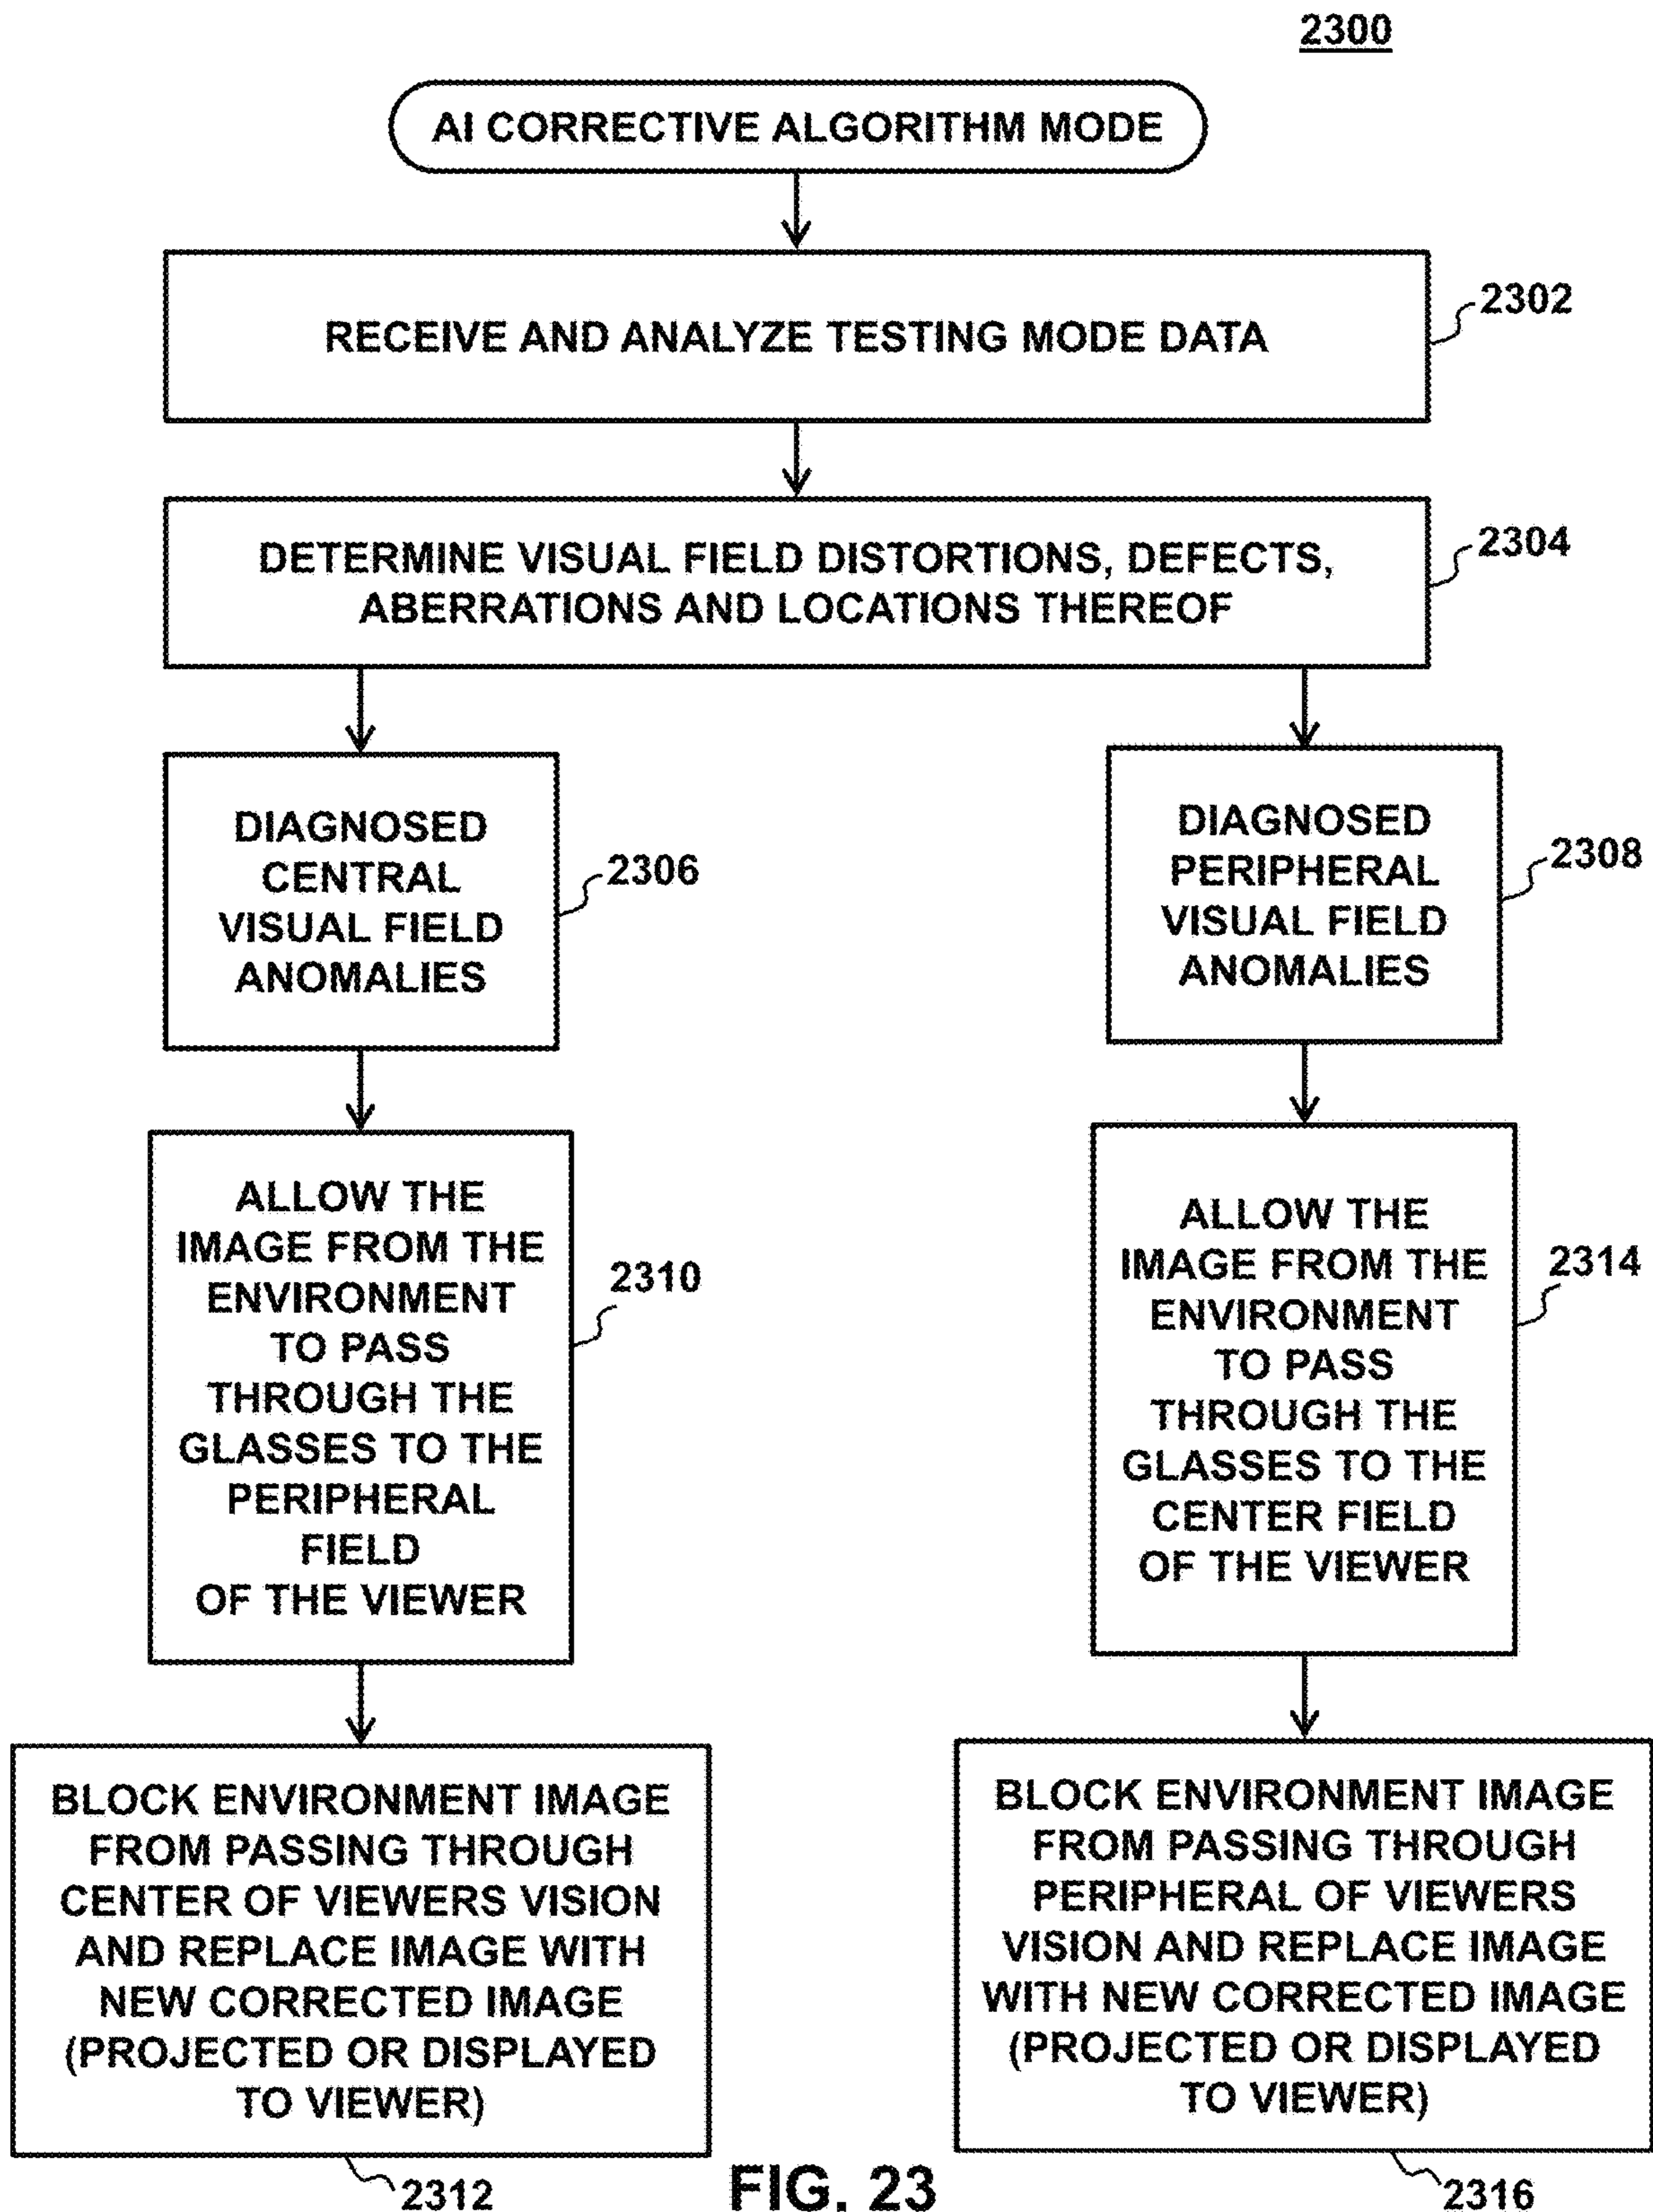 2300
AI CORRECTIVE ALGORITHM MODE
RECEIVE AND ANALYZE TESTING MODE DATA
2302
DETERMINE VISUAL FIELD DISTORTIONS, DEFECTS,
ABERRATIONS AND LOCATIONS THEREOF
2304
DIAGNOSED
CENTRAL
VISUAL FIELD
ANOMALIES
2306
DIAGNOSED
PERIPHERAL
VISUAL FIELD
ANOMALIES
2308
ALLOW THE
IMAGE FROM THE
ENVIRONMENT
TO PASS
THROUGH THE
GLASSES TO THE
PERIPHERAL
FIELD
OF THE VIEWER
2310
ALLOW THE
IMAGE FROM THE
ENVIRONMENT
TO PASS
THROUGH THE
GLASSES TO THE
CENTER FIELD
OF THE VIEWER
2314
BLOCK ENVIRONMENT IMAGE
FROM PASSING THROUGH
CENTER OF VIEWERS VISION
AND REPLACE IMAGE WITH
NEW CORRECTED IMAGE
(PROJECTED OR DISPLAYED
TO VIEWER)
2312
BLOCK ENVIRONMENT IMAGE
FROM PASSING THROUGH
PERIPHERAL OF VIEWERS
VISION AND REPLACE IMAGE
WITH NEW CORRECTED IMAGE
(PROJECTED OR DISPLAYED
TO VIEWER)
2316
FIG. 23